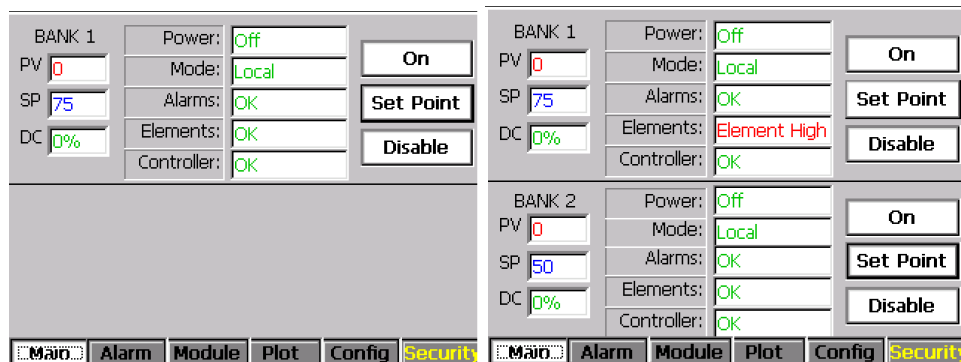 BANK 1
Power: Off
PV 0
Mode: Local
On
SP 75
Alarms: OK
Set Point
DC 0%
Elements: OK
Disable
Controller: OK
Main Alarm Module Plot Config Security
BANK 1
Power: Off
PV 0
Mode: Local
On
SP 75
Alarms: OK
Set Point
DC 0%
Elements: Element High
Disable
Controller: OK
BANK 2
Power: Off
PV 0
Mode: Local
On
SP 50
Alarms: OK
Set Point
DC 0%
Elements: OK
Disable
Controller: OK
Main Alarm Module Plot Config Security